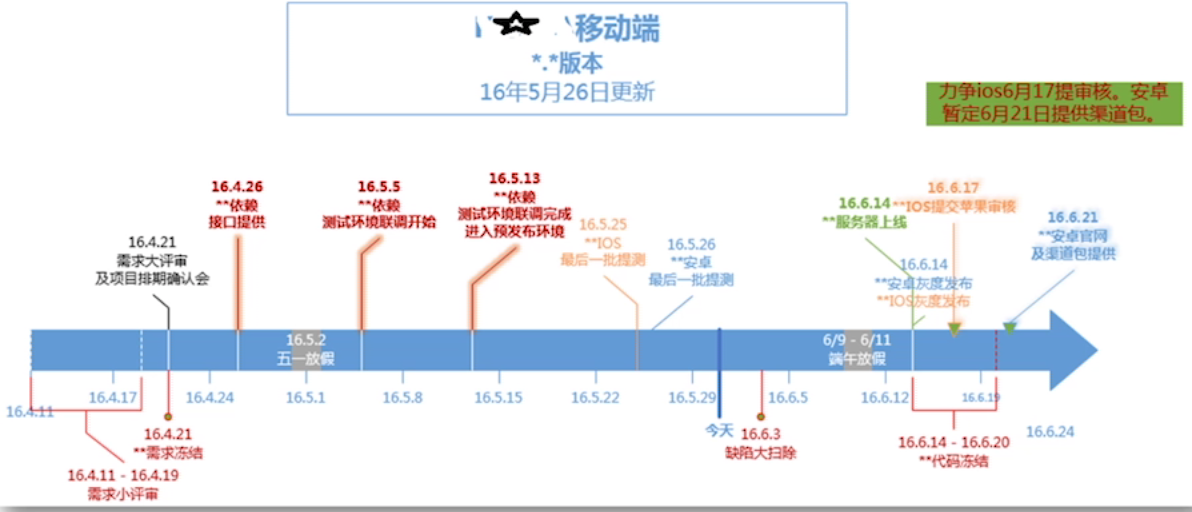 移动端
*.*版本
16年5月26日更新
力争ios6月17提审核。安卓
暂定6月21日提供渠道包。
16.4.21
需求大评审
及项目排期确认会
16.4.26
**依赖
接口提供
16.5.5
**依赖
测试环境联调开始
16.5.13
**依赖
测试环境联调完成
进入预发布环境
16.5.25
**IOS
最后一批提测
16.5.26
**安卓
最后一批提测
16.6.14
**服务器上线
16.6.17
**IOS提交苹果审核
16.6.14
**安卓灰度发布
**IOS灰度发布
16.6.21
**安卓官网
及渠道包提供
16.5.2
五一放假
6/9 - 6/11
端午放假
16.4.11
16.4.17
16.4.24
16.5.1
16.5.8
16.5.15
16.5.22
16.5.29
16.6.5
16.6.12
16.6.19
16.6.24
今天
16.4.21
**需求冻结
16.4.11 - 16.4.19
需求小评审
16.6.3
缺陷大扫除
16.6.14 - 16.6.20
**代码冻结